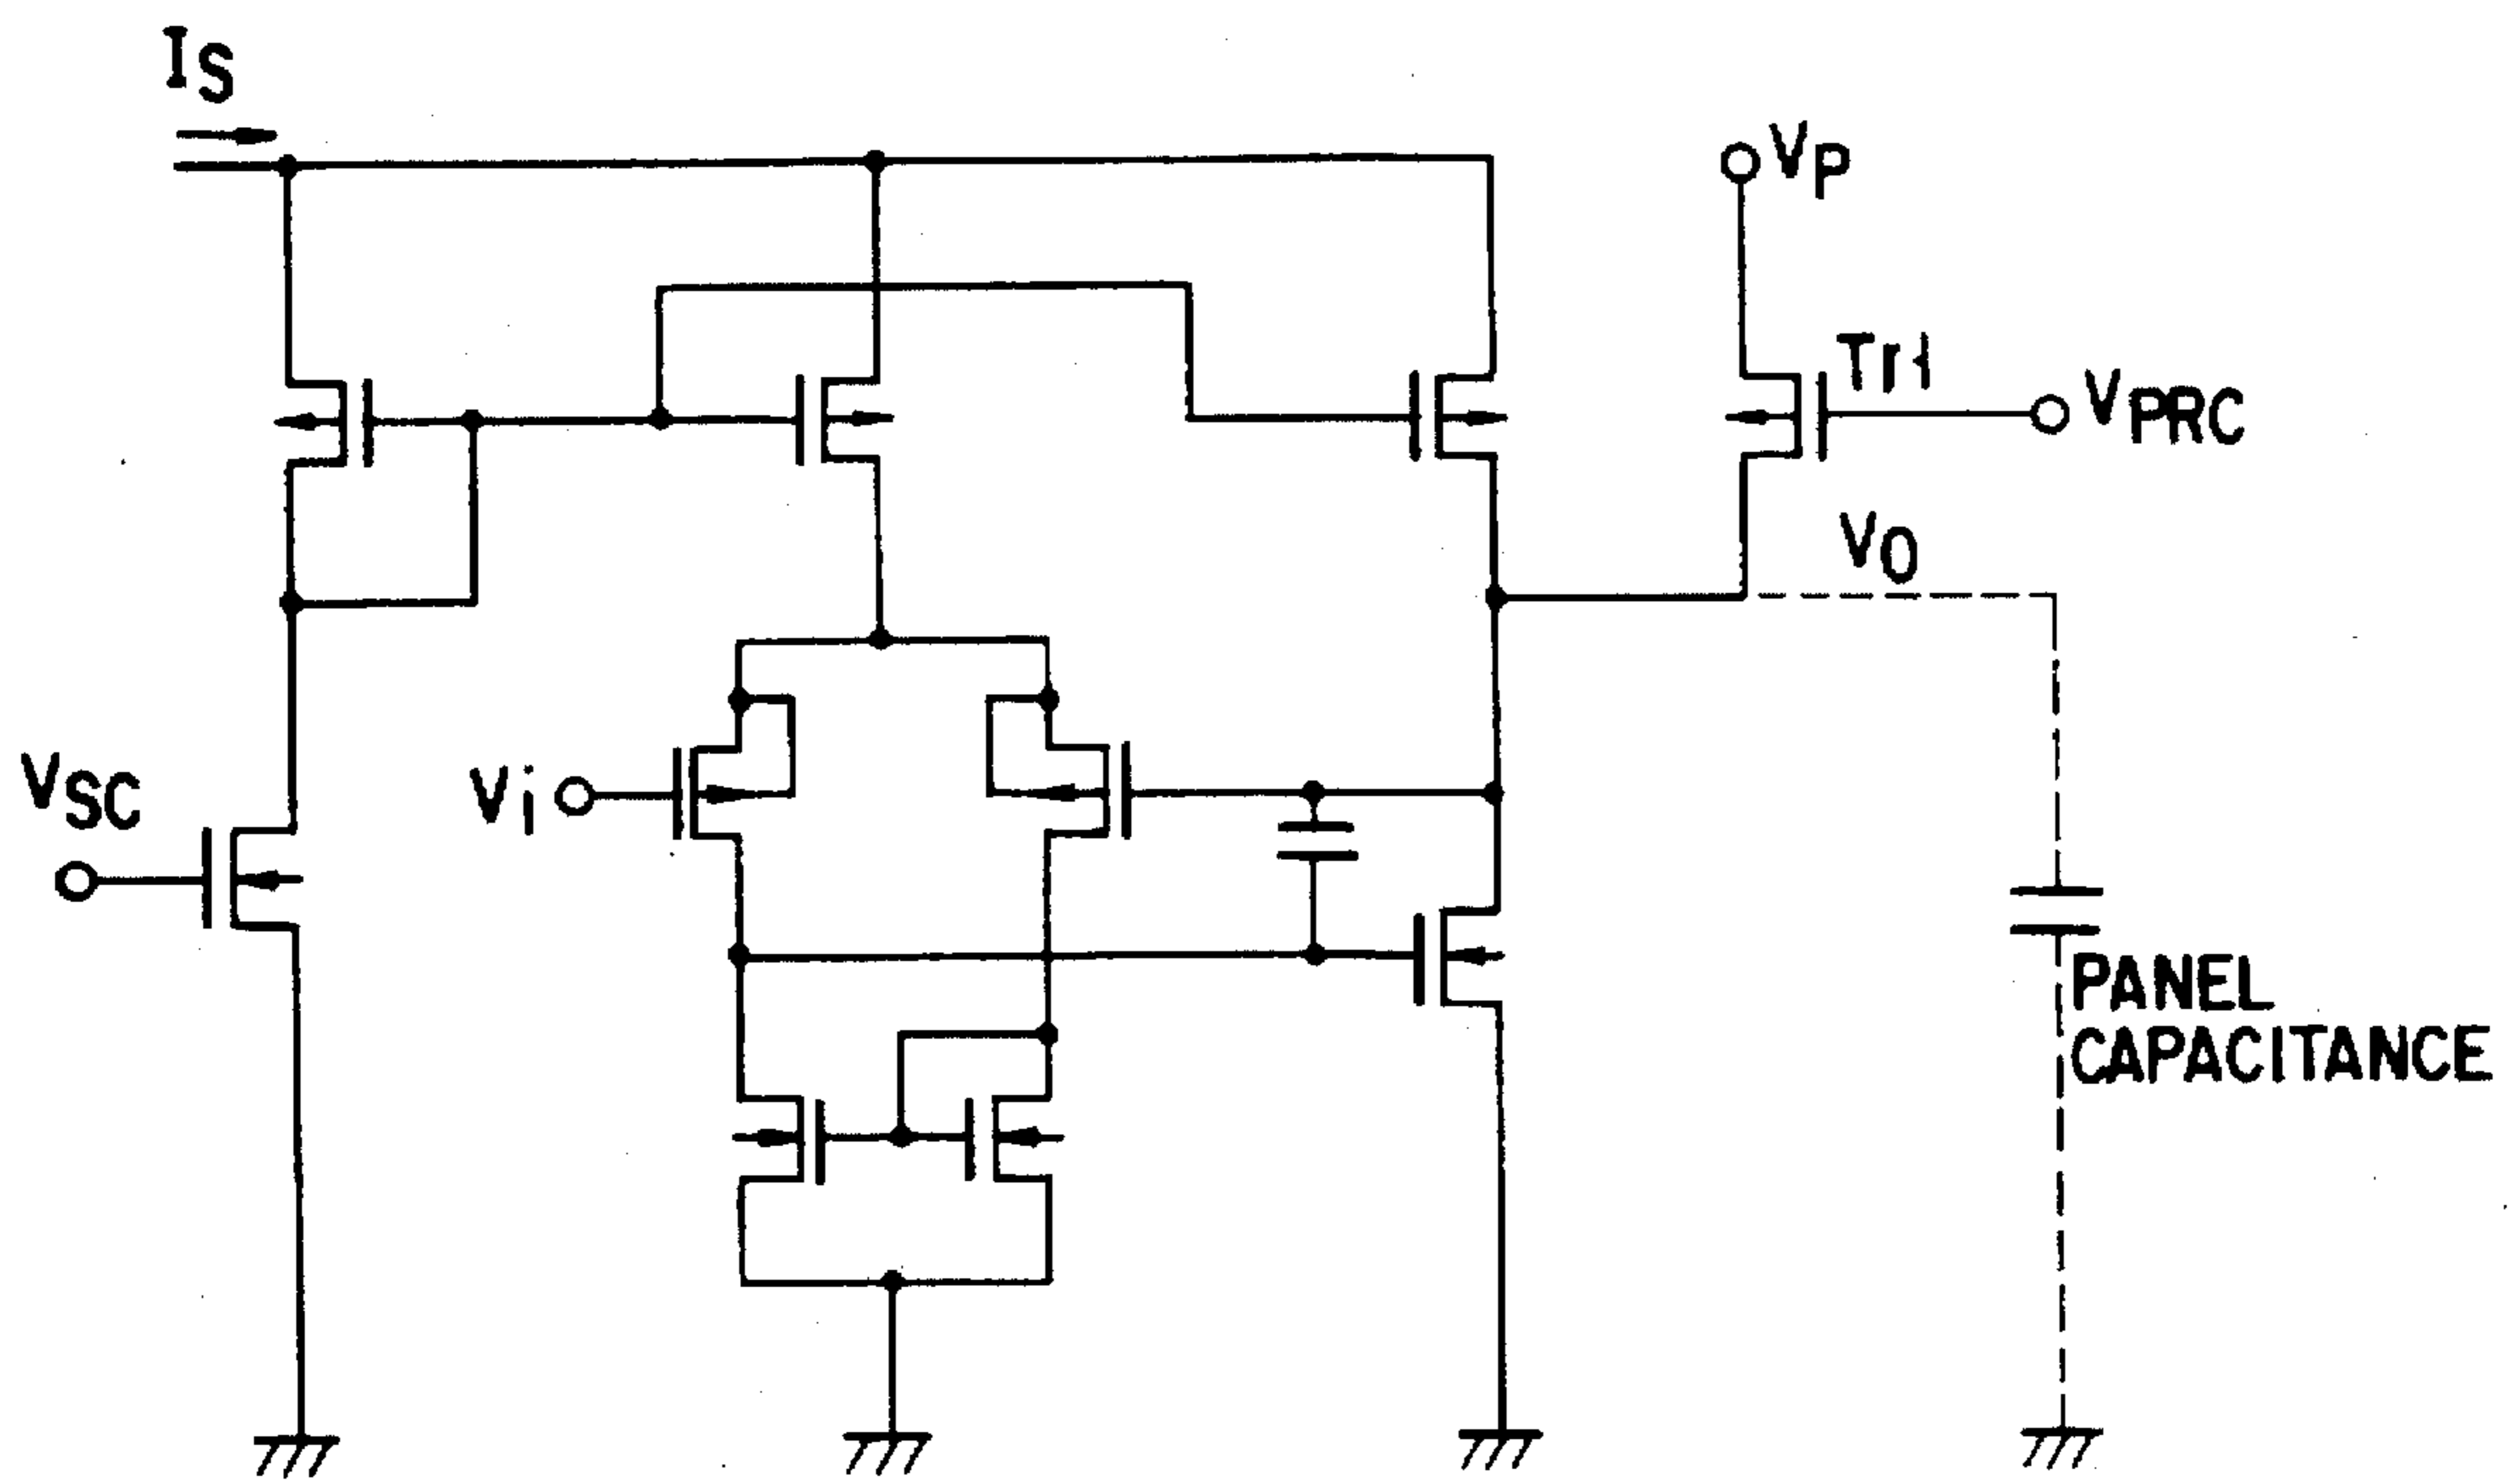 IS
VP
Tr1
VPRC
VO
VSC
Vi
PANEL
CAPACITANCE